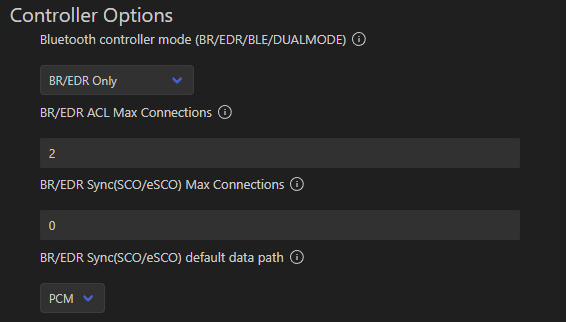 Controller Options
Bluetooth controller mode (BR/EDR/BLE/DUALMODE)
BR/EDR Only
BR/EDR ACL Max Connections
2
BR/EDR Sync(SCO/eSCO) Max Connections
0
BR/EDR Sync(SCO/eSCO) default data path
PCM